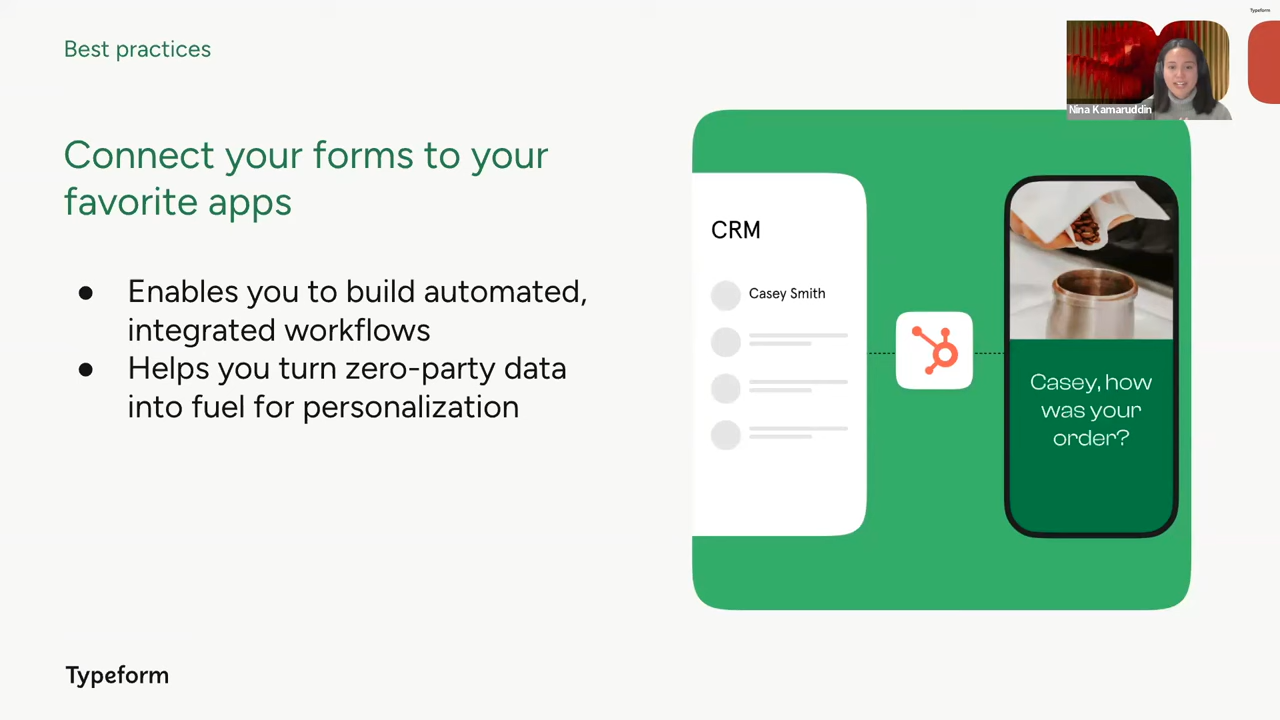 Typeform
Best practices
Nina Kamaruddin
Connect your forms to your
favorite apps
● Enables you to build automated,
integrated workflows
● Helps you turn zero-party data
into fuel for personalization
CRM
Casey Smith
Casey, how
was your
order?
Typeform